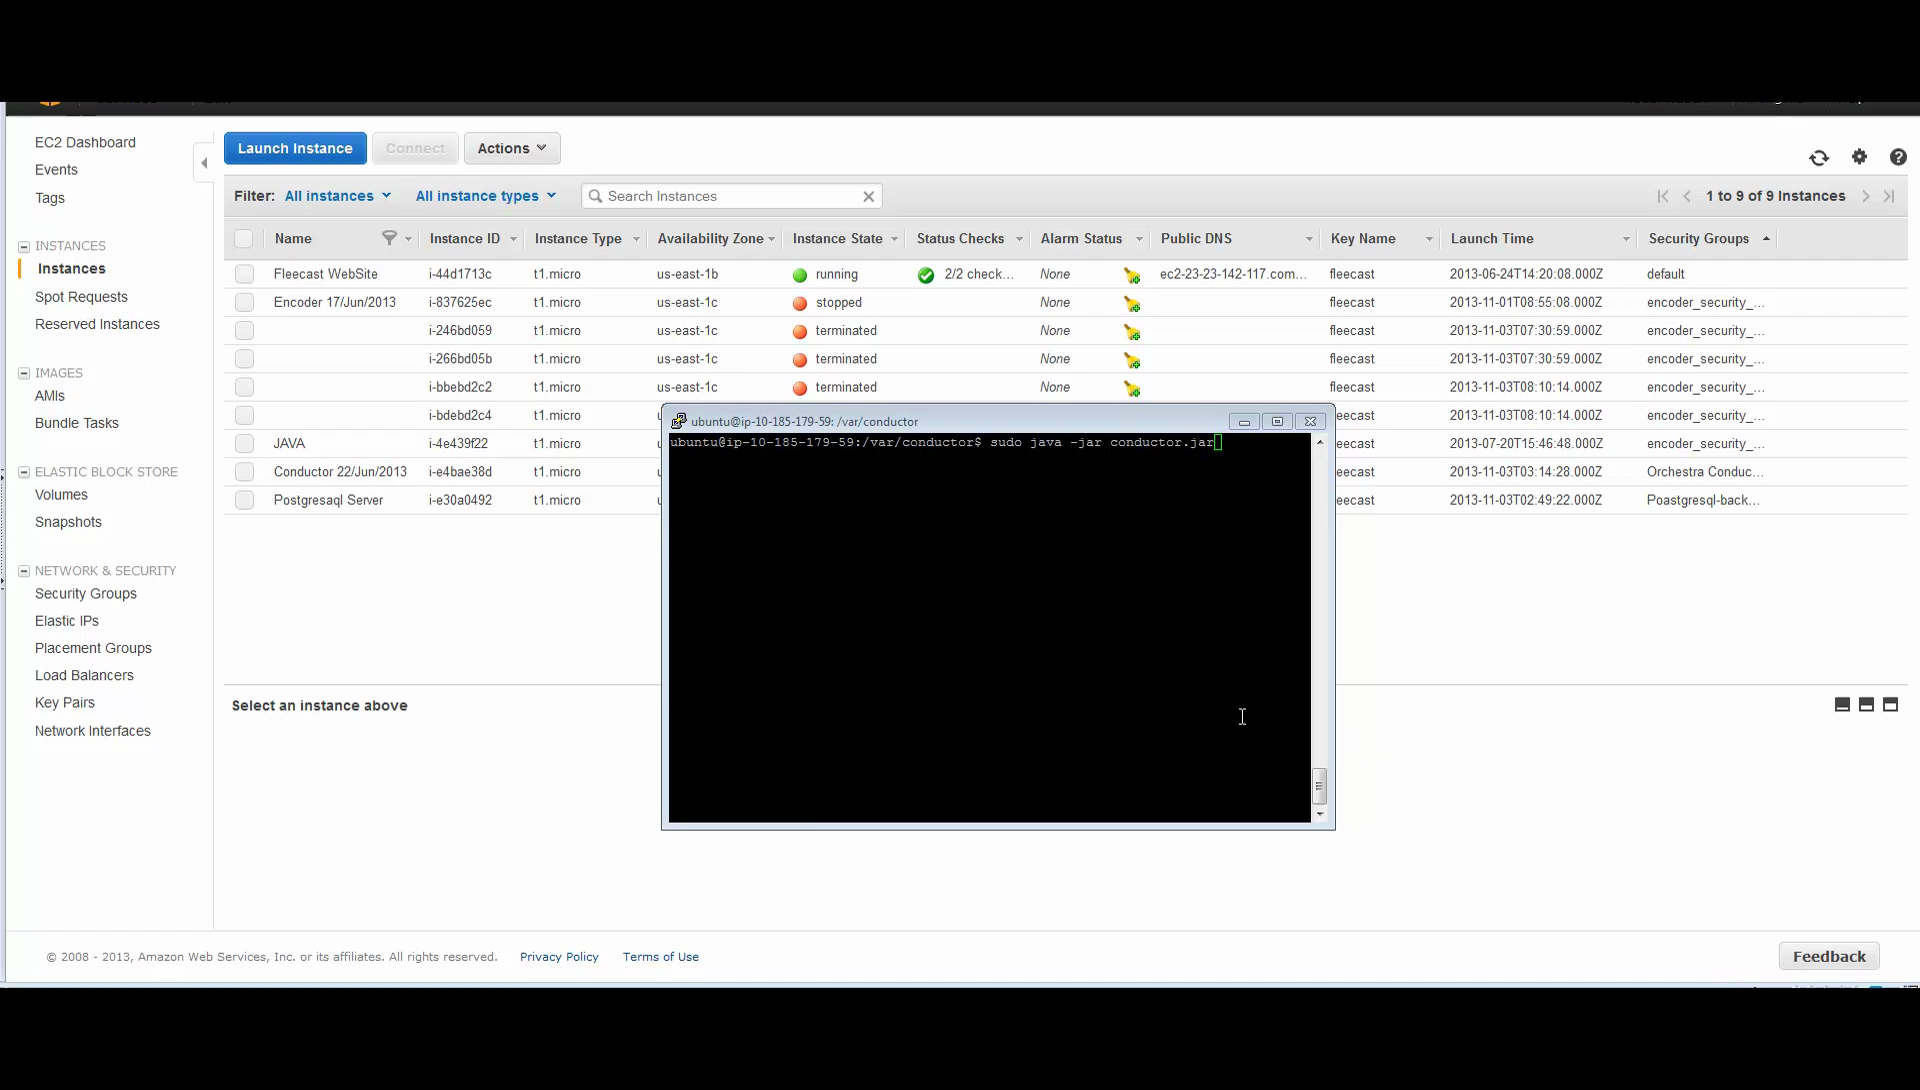 EC2 Dashboard
Events
Tags
INSTANCES
Instances
Spot Requests
Reserved Instances
IMAGES
AMIs
Bundle Tasks
ELASTIC BLOCK STORE
Volumes
Snapshots
NETWORK & SECURITY
Security Groups
Elastic IPs
Placement Groups
Load Balancers
Key Pairs
Network Interfaces
Launch Instance Connect Actions
Filter: All instances All instance types Search Instances 1 to 9 of 9 Instances
Name Instance ID Instance Type Availability Zone Instance State Status Checks Alarm Status Public DNS Key Name Launch Time Security Groups
Fleecast WebSite i-44d1713c t1.micro us-east-1b running 2/2 check... None ec2-23-23-142-117.com... fleecast 2013-06-24T14:20:08.000Z default
Encoder 17/Jun/2013 i-837625ec t1.micro us-east-1c stopped None fleecast 2013-11-01T08:55:08.000Z encoder_security_...
i-246bd059 t1.micro us-east-1c terminated None fleecast 2013-11-03T07:30:59.000Z encoder_security_...
i-266bd05b t1.micro us-east-1c terminated None fleecast 2013-11-03T07:30:59.000Z encoder_security_...
i-bbebd2c2 t1.micro us-east-1c terminated None fleecast 2013-11-03T08:10:14.000Z encoder_security_...
i-bdebd2c4 t1.micro eecast 2013-11-03T08:10:14.000Z encoder_security_...
JAVA i-4e439f22 t1.micro eecast 2013-07-20T15:46:48.000Z default
Conductor 22/Jun/2013 i-e4bae38d t1.micro eecast 2013-11-03T03:14:28.000Z Orchestra Conduc...
Postgresaql Server i-e30a0492 t1.micro eecast 2013-11-03T02:49:22.000Z Poastgresql-back...
ubuntu@ip-10-185-179-59: /var/conductor
ubuntu@ip-10-185-179-59:/var/conductor$ sudo java -jar conductor.jar
Select an instance above
© 2008 - 2013, Amazon Web Services, Inc. or its affiliates. All rights reserved. Privacy Policy Terms of Use Feedback